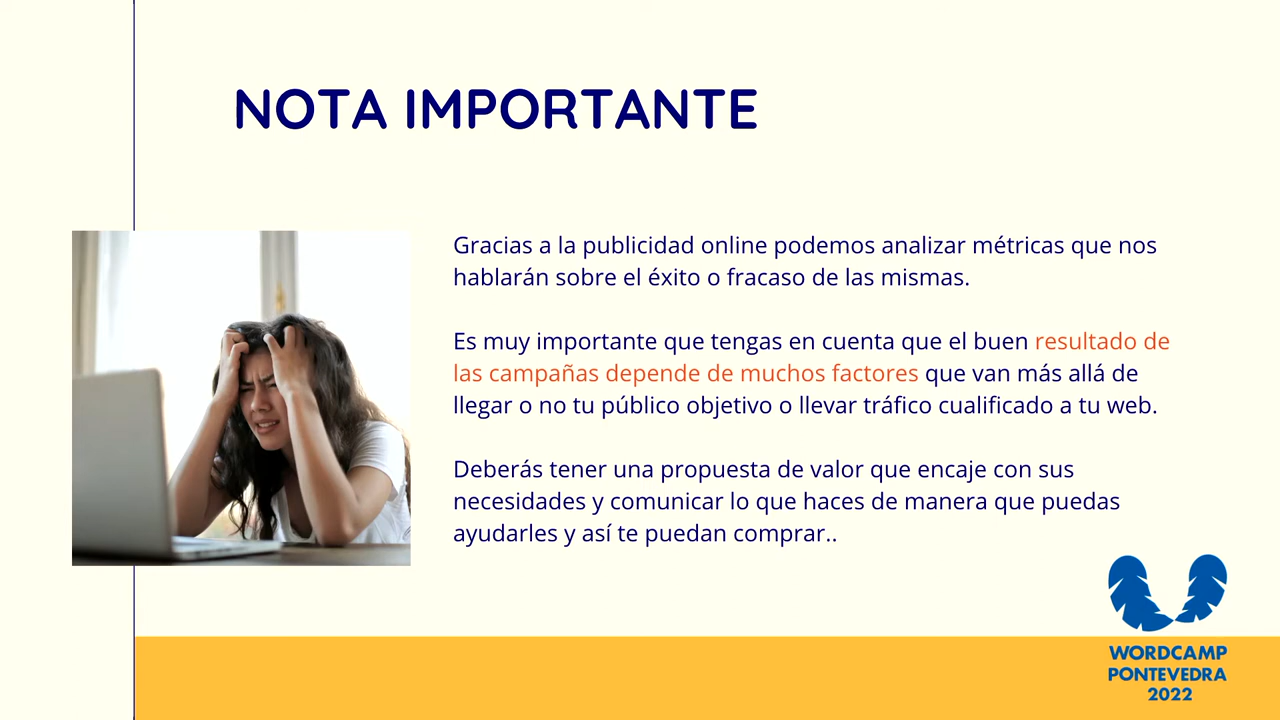 NOTA IMPORTANTE
Gracias a la publicidad online podemos analizar métricas que nos
hablarán sobre el éxito o fracaso de las mismas.
Es muy importante que tengas en cuenta que el buen resultado de
las campañas depende de muchos factores que van más allá de
llegar o no tu público objetivo o llevar tráfico cualificado a tu web.
Deberás tener una propuesta de valor que encaje con sus
necesidades y comunicar lo que haces de manera que puedas
ayudarles y así te puedan comprar..
WORDCAMP
PONTEVEDRA
2022